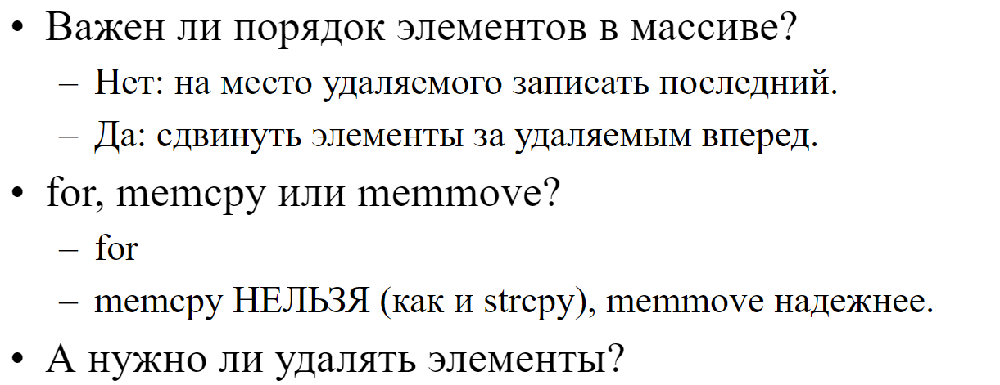 • Важен ли порядок элементов в массиве?
– Нет: на место удаляемого записать последний.
– Да: сдвинуть элементы за удаляемым вперед.
• for, memcpy или memmove?
– for
– memcpy НЕЛЬЗЯ (как и strcpy), memmove надежнее.
• А нужно ли удалять элементы?